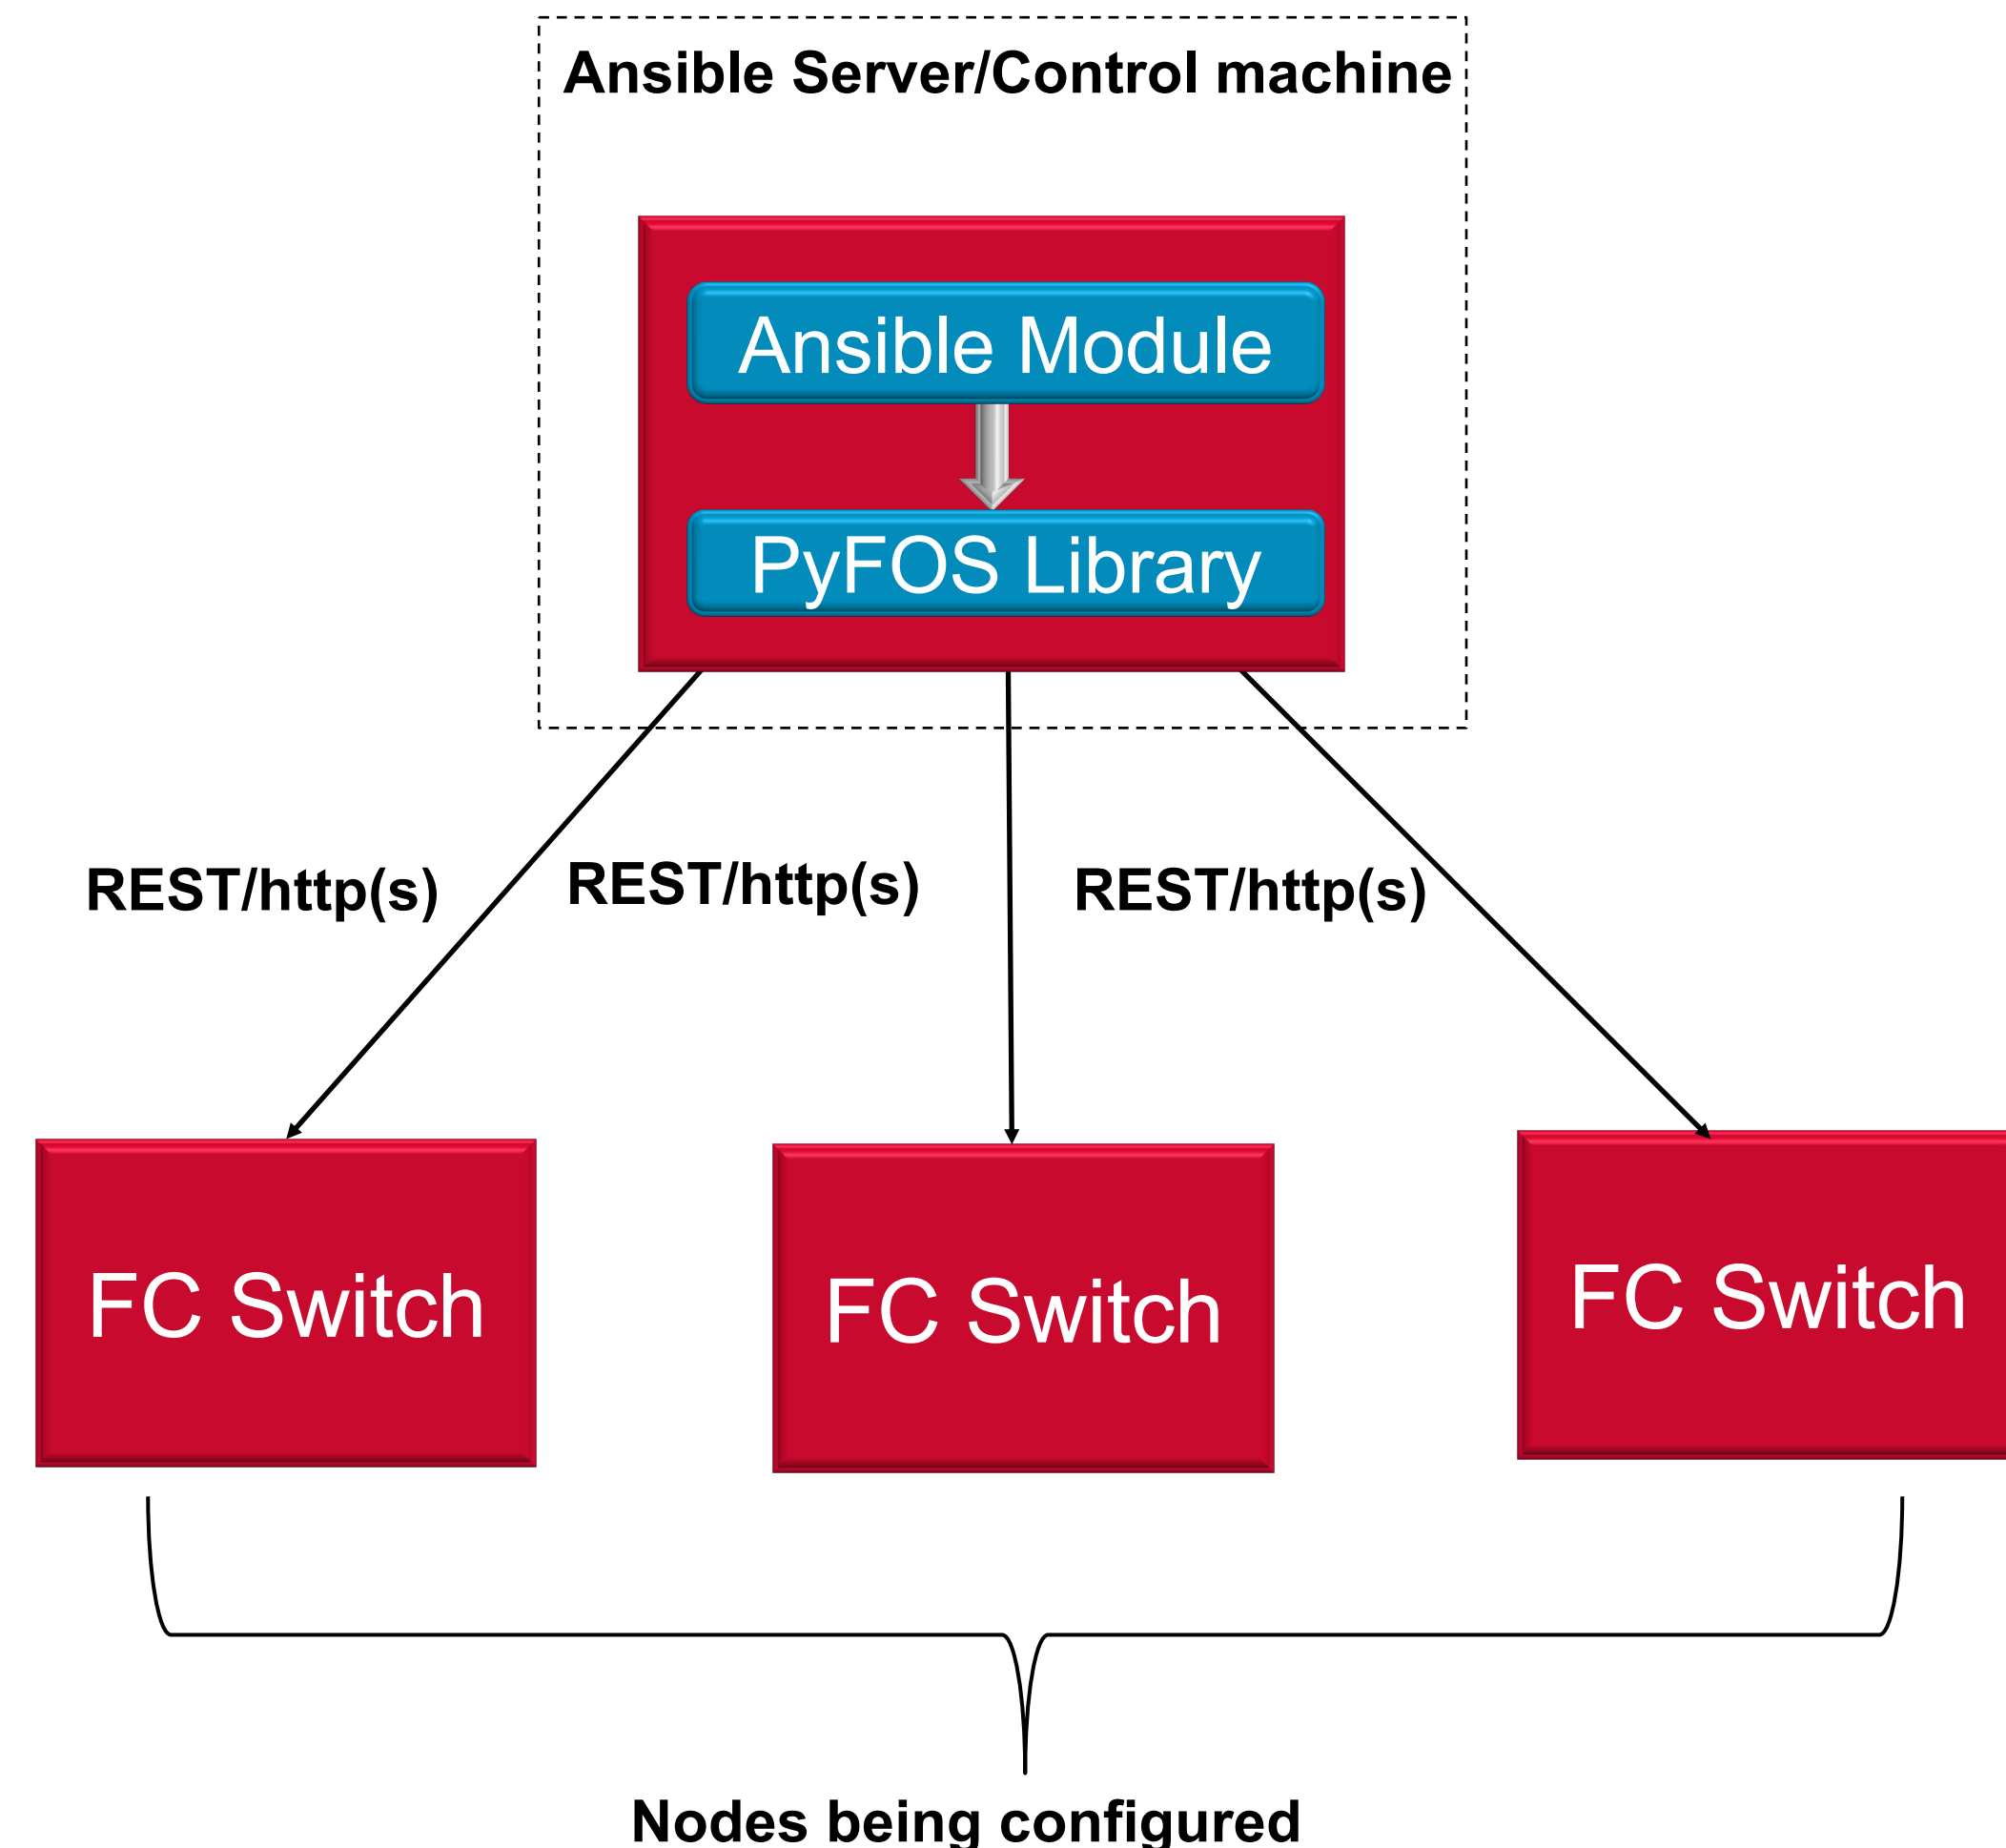 Ansible Server/Control machine
Ansible Module
PyFOS Library
REST/http(s)
REST/http(s)
REST/http(s)
FC Switch
FC Switch
FC Switch
Nodes being configured